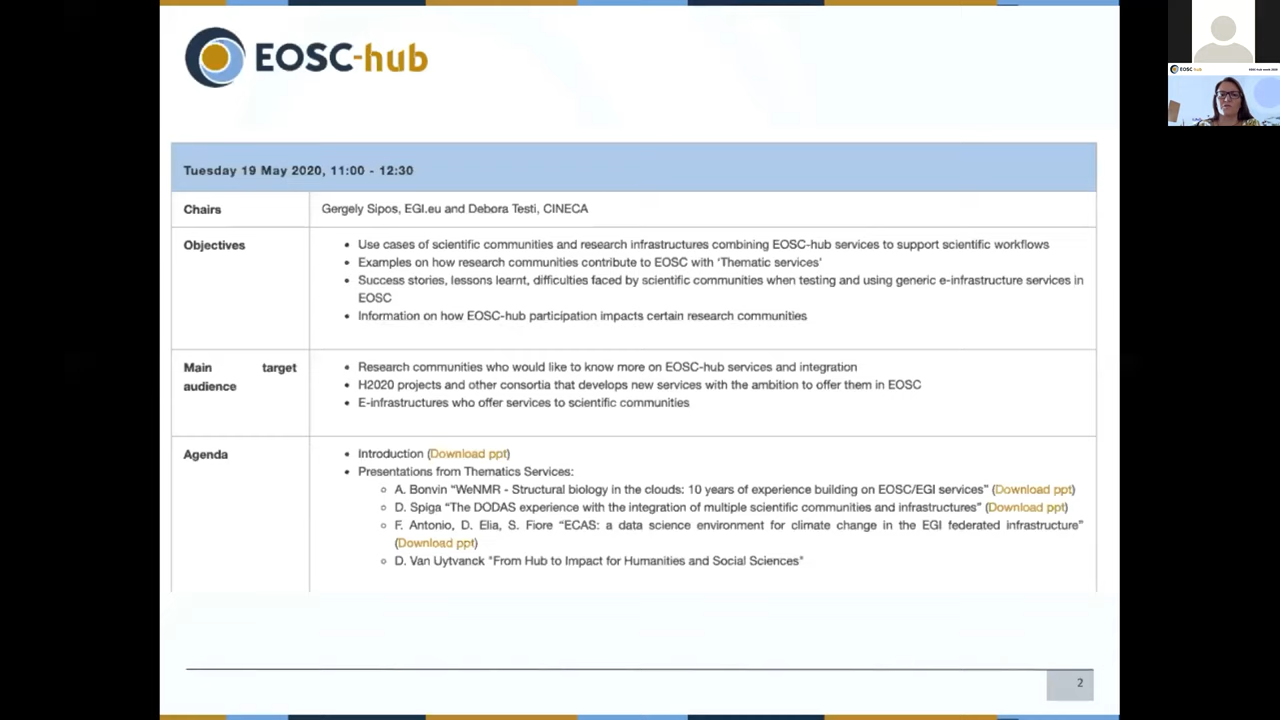 EOSC-hub
Tuesday 19 May 2020, 11:00 - 12:30
Chairs
Gergely Sipos, EGI.eu and Debora Testi, CINECA
Objectives
• Use cases of scientific communities and research infrastructures combining EOSC-hub services to support scientific workflows
• Examples on how research communities contribute to EOSC with 'Thematic services'
• Success stories, lessons learnt, difficulties faced by scientific communities when testing and using generic e-infrastructure services in
EOSC
• Information on how EOSC-hub participation impacts certain research communities
Main target
audience
• Research communities who would like to know more on EOSC-hub services and integration
• H2020 projects and other consortia that develops new services with the ambition to offer them in EOSC
• E-infrastructures who offer services to scientific communities
Agenda
• Introduction (Download ppt)
• Presentations from Thematics Services:
○ A. Bonvin “WeNMR - Structural biology in the clouds: 10 years of experience building on EOSC/EGI services” (Download ppt)
○ D. Spiga “The DODAS experience with the integration of multiple scientific communities and infrastructures” (Download ppt)
○ F. Antonio, D. Elia, S. Fiore “ECAS: a data science environment for climate change in the EGI federated infrastructure”
(Download ppt)
○ D. Van Uytvanck "From Hub to Impact for Humanities and Social Sciences"
2
EOSC-hub